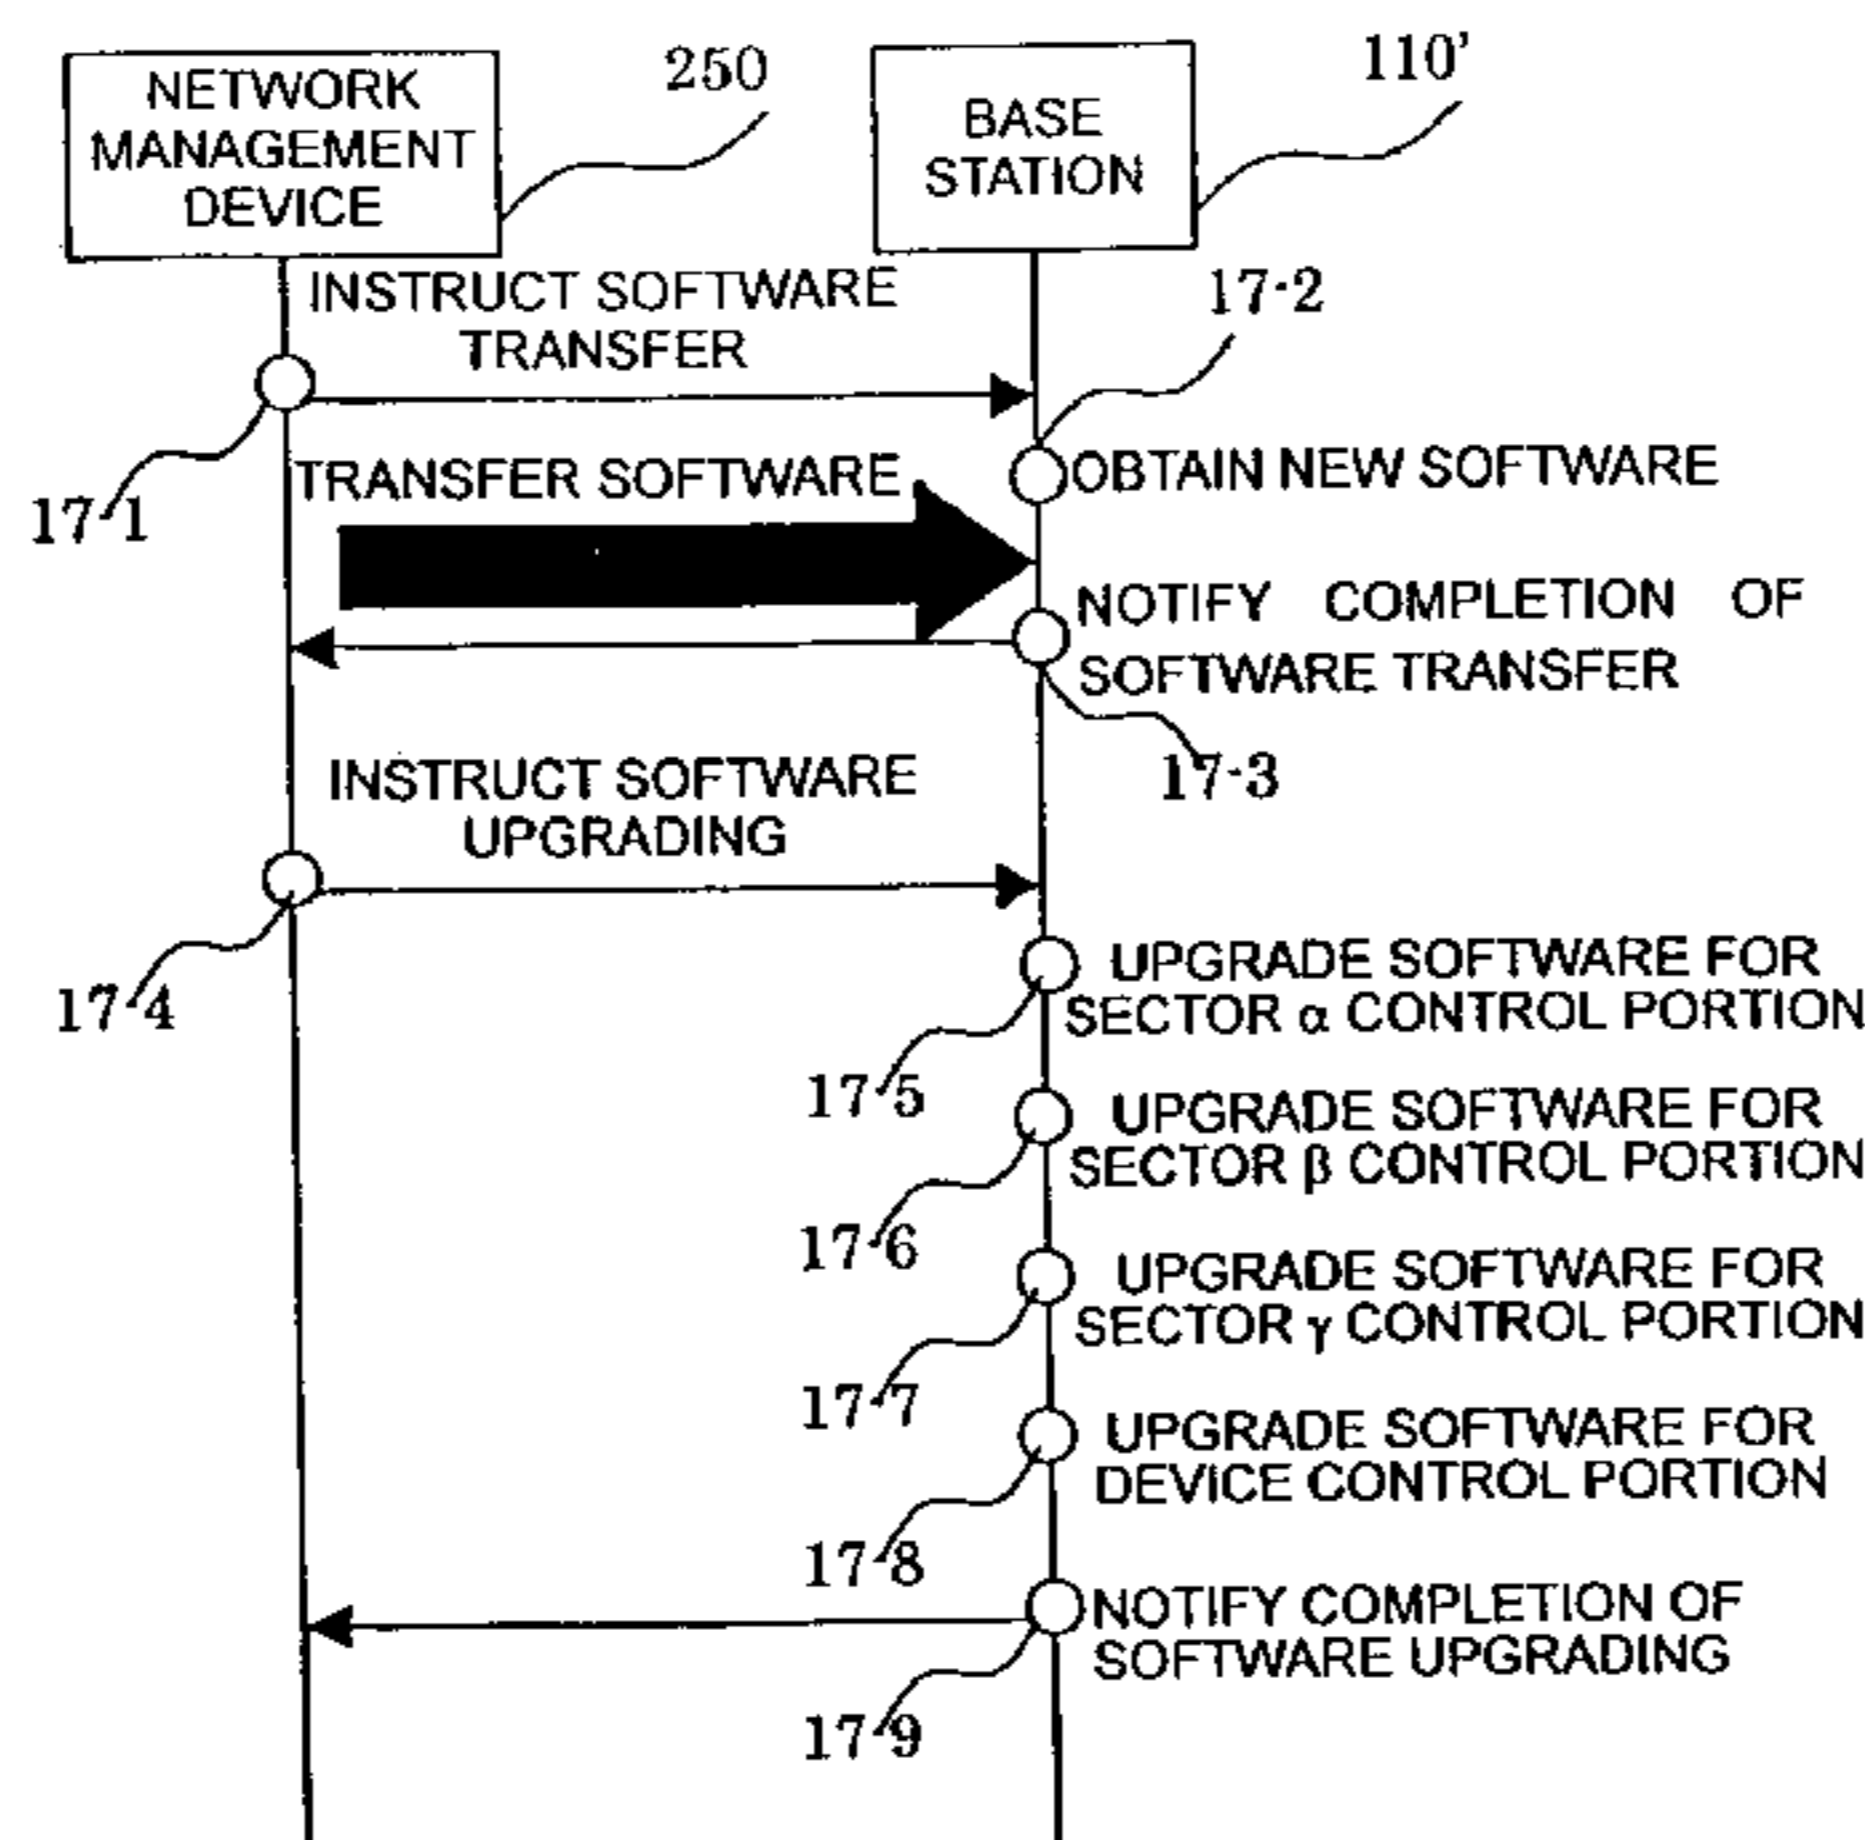 NETWORK
MANAGEMENT
DEVICE
250
BASE
STATION
110'
INSTRUCT SOFTWARE
TRANSFER
17-2
17-1
TRANSFER SOFTWARE
OBTAIN NEW SOFTWARE
NOTIFY COMPLETION OF
SOFTWARE TRANSFER
17-3
INSTRUCT SOFTWARE
UPGRADING
17-4
UPGRADE SOFTWARE FOR
SECTOR α CONTROL PORTION
17-5
UPGRADE SOFTWARE FOR
SECTOR β CONTROL PORTION
17-6
UPGRADE SOFTWARE FOR
SECTOR γ CONTROL PORTION
17-7
UPGRADE SOFTWARE FOR
DEVICE CONTROL PORTION
17-8
NOTIFY COMPLETION OF
SOFTWARE UPGRADING
17-9